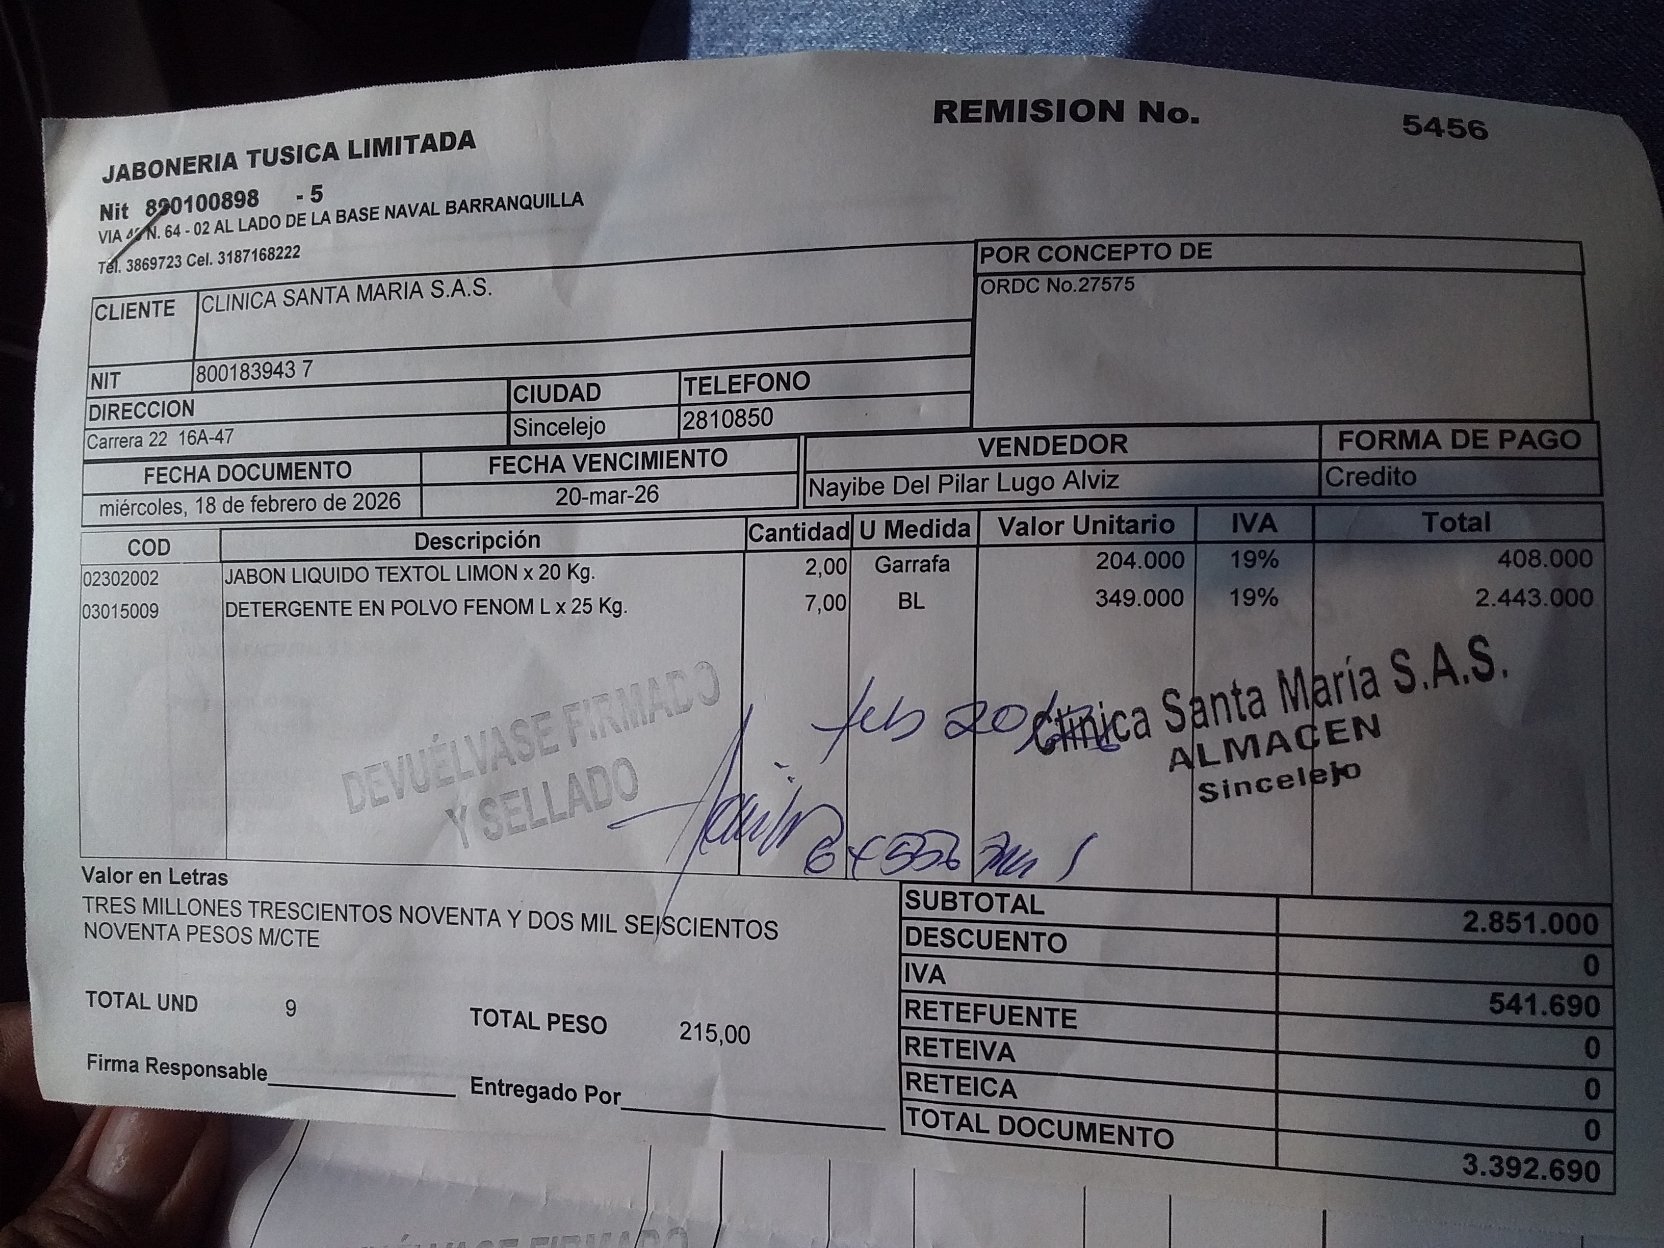 REMISION No. 5456
JABONERIA TUSICA LIMITADA
Nit 890100898 - 5
VIA 40 N. 64 - 02 AL LADO DE LA BASE NAVAL BARRANQUILLA
Tel. 3869723 Cel. 3187168222
POR CONCEPTO DE
ORDC No.27575
CLIENTE CLINICA SANTA MARIA S.A.S.
NIT 800183943 7
DIRECCION CIUDAD TELEFONO
Carrera 22 16A-47 Sincelejo 2810850
FECHA DOCUMENTO FECHA VENCIMIENTO VENDEDOR FORMA DE PAGO
miércoles, 18 de febrero de 2026 20-mar-26 Nayibe Del Pilar Lugo Alviz Credito
COD Descripción Cantidad U Medida Valor Unitario IVA Total
02302002 JABON LIQUIDO TEXTOL LIMON x 20 Kg. 2,00 Garrafa 204.000 19% 408.000
03015009 DETERGENTE EN POLVO FENOM L x 25 Kg. 7,00 BL 349.000 19% 2.443.000
DEVUÉLVASE FIRMADO
Y SELLADO
feb 20
Clinica Santa María S.A.S.
ALMACEN
Sincelejo
Valor en Letras
TRES MILLONES TRESCIENTOS NOVENTA Y DOS MIL SEISCIENTOS
NOVENTA PESOS M/CTE
TOTAL UND 9 TOTAL PESO 215,00
Firma Responsable Entregado Por
SUBTOTAL 2.851.000
DESCUENTO 0
IVA 541.690
RETEFUENTE 0
RETEIVA 0
RETEICA 0
TOTAL DOCUMENTO 3.392.690